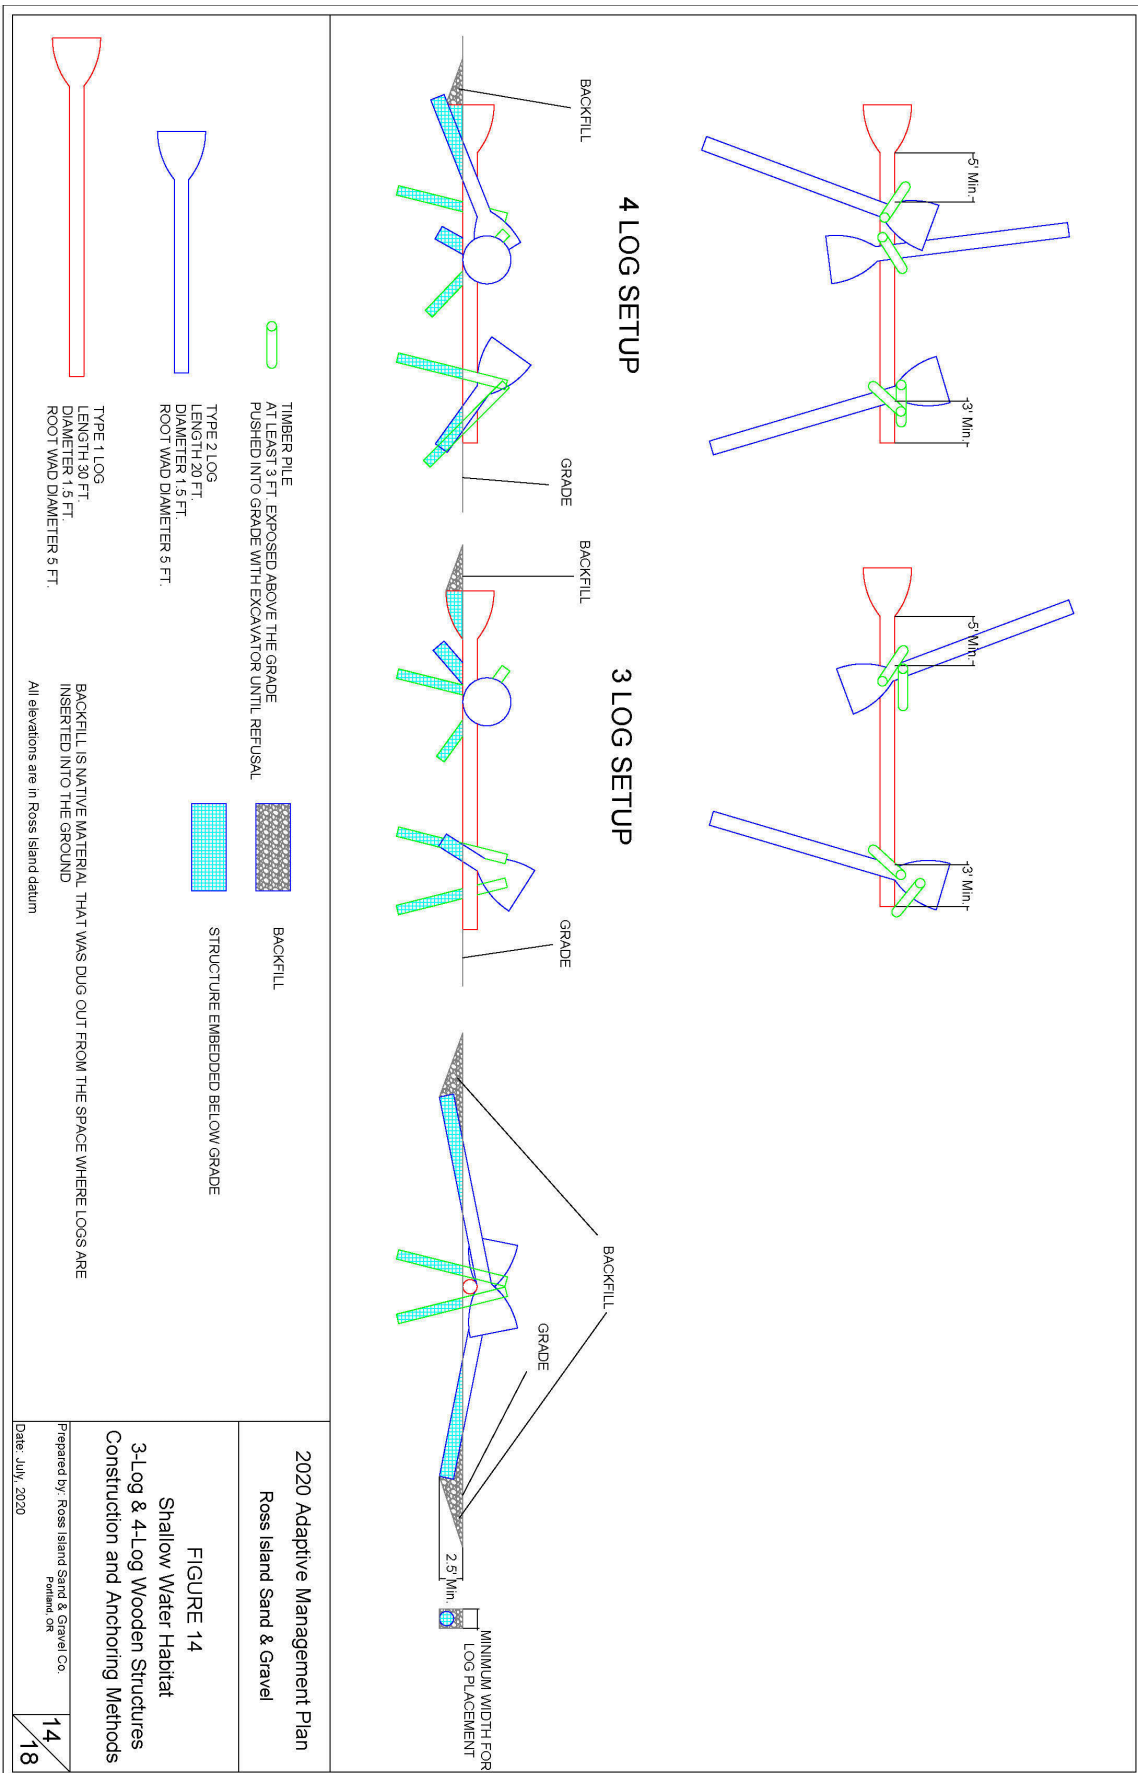 -5' Min.-
-3' Min.-
-5' Min.-
-3' Min.-
4 LOG SETUP
3 LOG SETUP
BACKFILL
GRADE
BACKFILL
GRADE
BACKFILL
GRADE
2.5' Min.
MINIMUM WIDTH FOR
LOG PLACEMENT
TIMBER PILE
AT LEAST 3 FT. EXPOSED ABOVE THE GRADE
PUSHED INTO GRADE WITH EXCAVATOR UNTIL REFUSAL
TYPE 2 LOG
LENGTH 20 FT.
DIAMETER 1.5 FT.
ROOT WAD DIAMETER 5 FT.
TYPE 1 LOG
LENGTH 30 FT.
DIAMETER 1.5 FT.
ROOT WAD DIAMETER 5 FT.
BACKFILL
STRUCTURE EMBEDDED BELOW GRADE
BACKFILL IS NATIVE MATERIAL THAT WAS DUG OUT FROM THE SPACE WHERE LOGS ARE
INSERTED INTO THE GROUND
All elevations are in Ross Island datum
2020 Adaptive Management Plan
Ross Island Sand & Gravel
FIGURE 14
Shallow Water Habitat
3-Log & 4-Log Wooden Structures
Construction and Anchoring Methods
Prepared by: Ross Island Sand & Gravel Co.
Portland, OR
Date: July, 2020
14
18